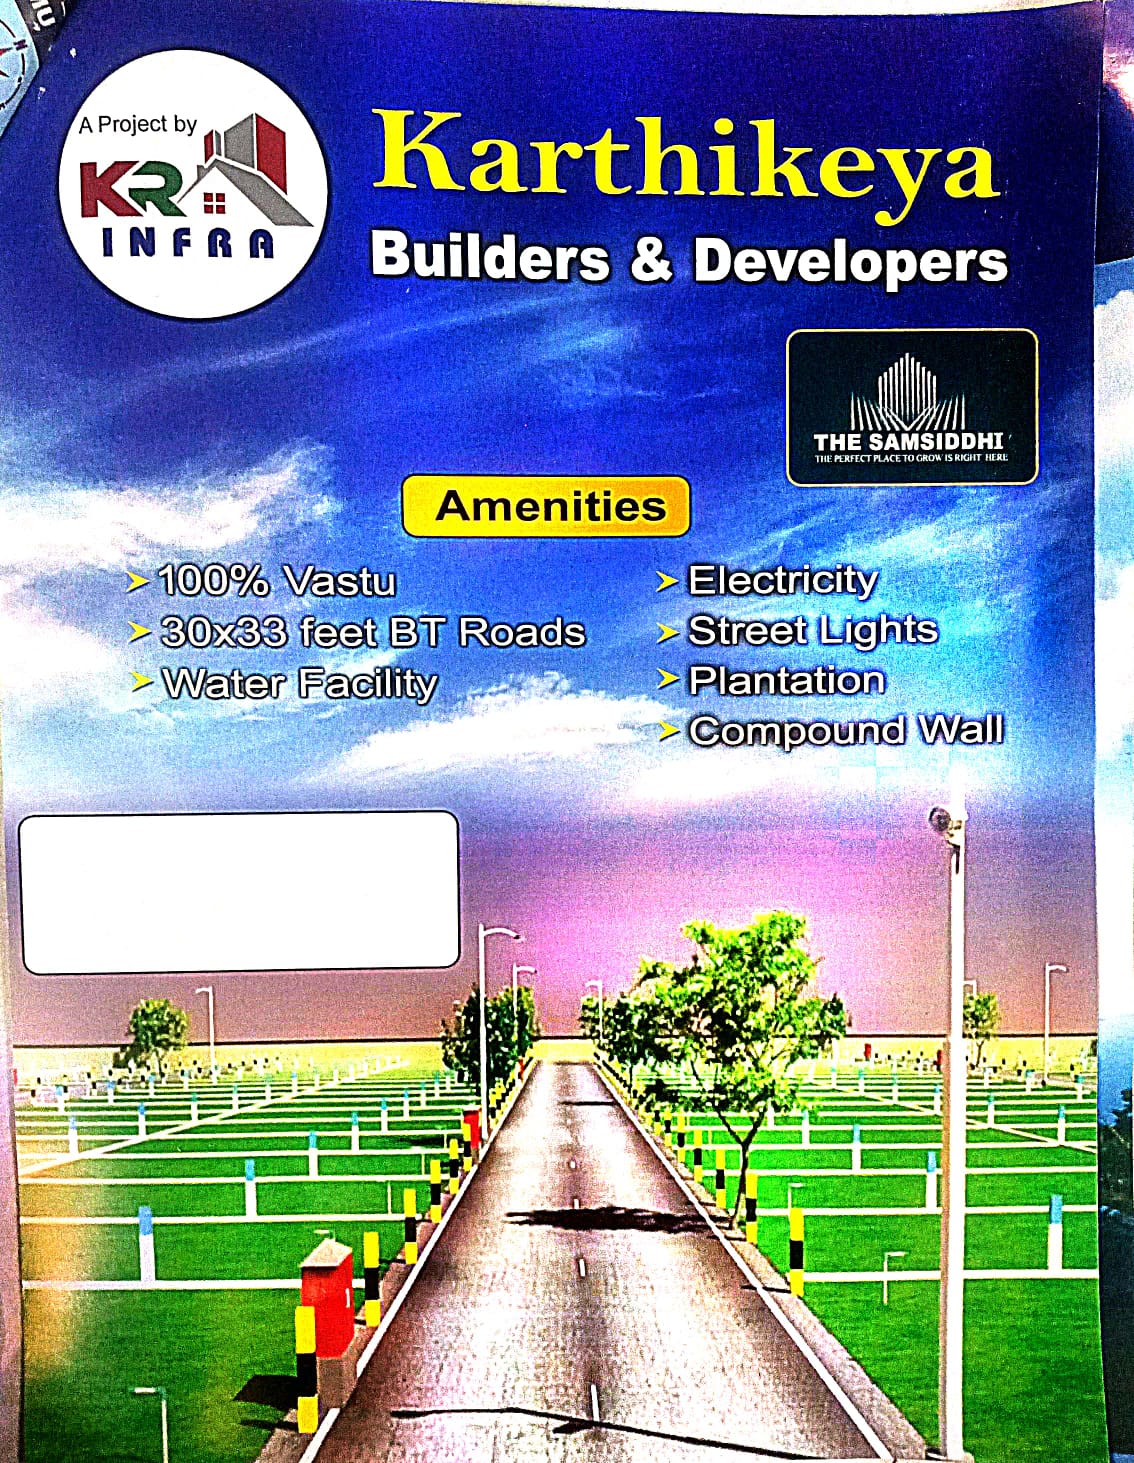 A Project by
KR
INFRA
Karthikeya
Builders & Developers
THE SAMSIDDHI
THE PERFECT PLACE TO GROW IS RIGHT HERE
Amenities
100% Vastu
30x33 feet BT Roads
Water Facility
Electricity
Street Lights
Plantation
Compound Wall